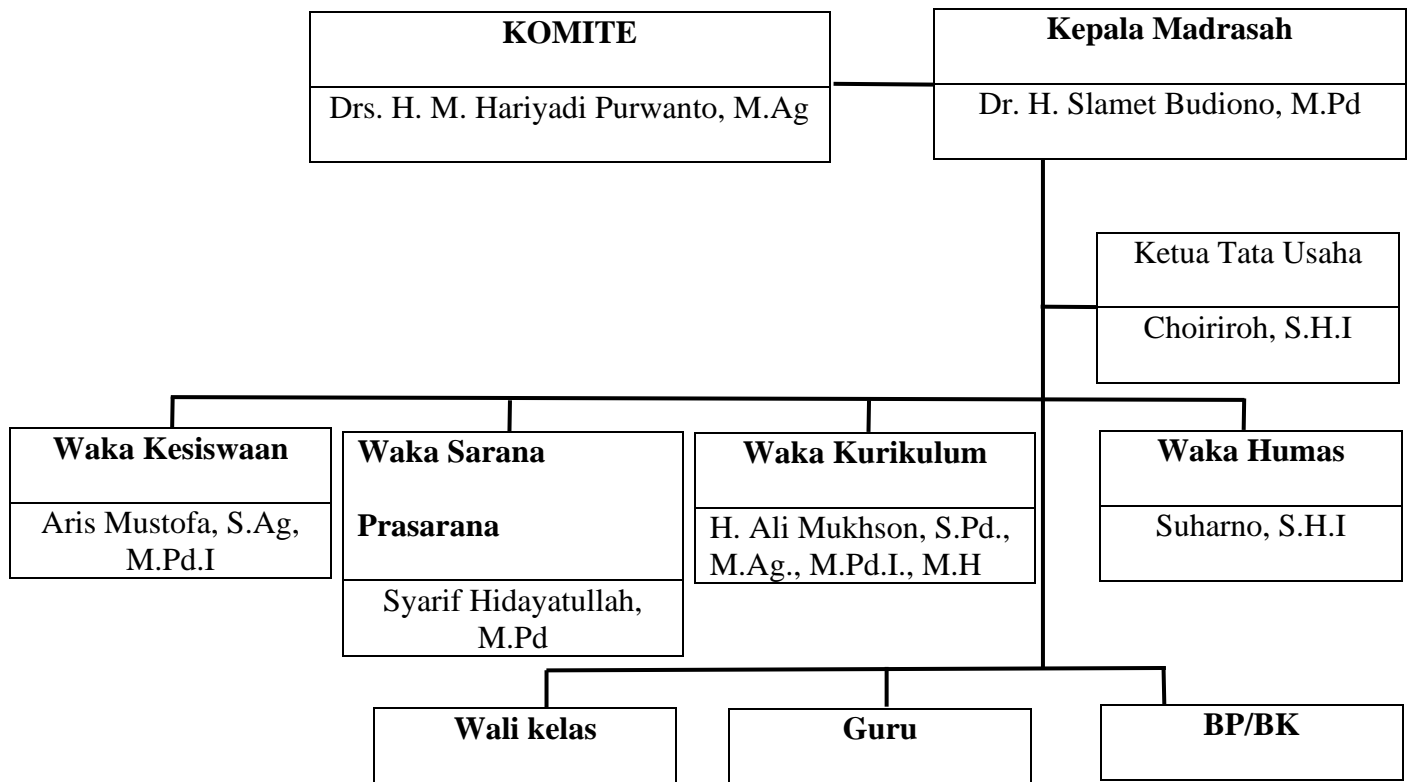 KOMITE
Drs. H. M. Hariyadi Purwanto, M.Ag
Kepala Madrasah
Dr. H. Slamet Budiono, M.Pd
Ketua Tata Usaha
Choiriroh, S.H.I
Waka Kesiswaan
Aris Mustofa, S.Ag,
M.Pd.I
Waka Sarana
Prasarana
Syarif Hidayatullah,
M.Pd
Waka Kurikulum
H. Ali Mukhson, S.Pd.,
M.Ag., M.Pd.I., M.H
Waka Humas
Suharno, S.H.I
Wali kelas
Guru
BP/BK